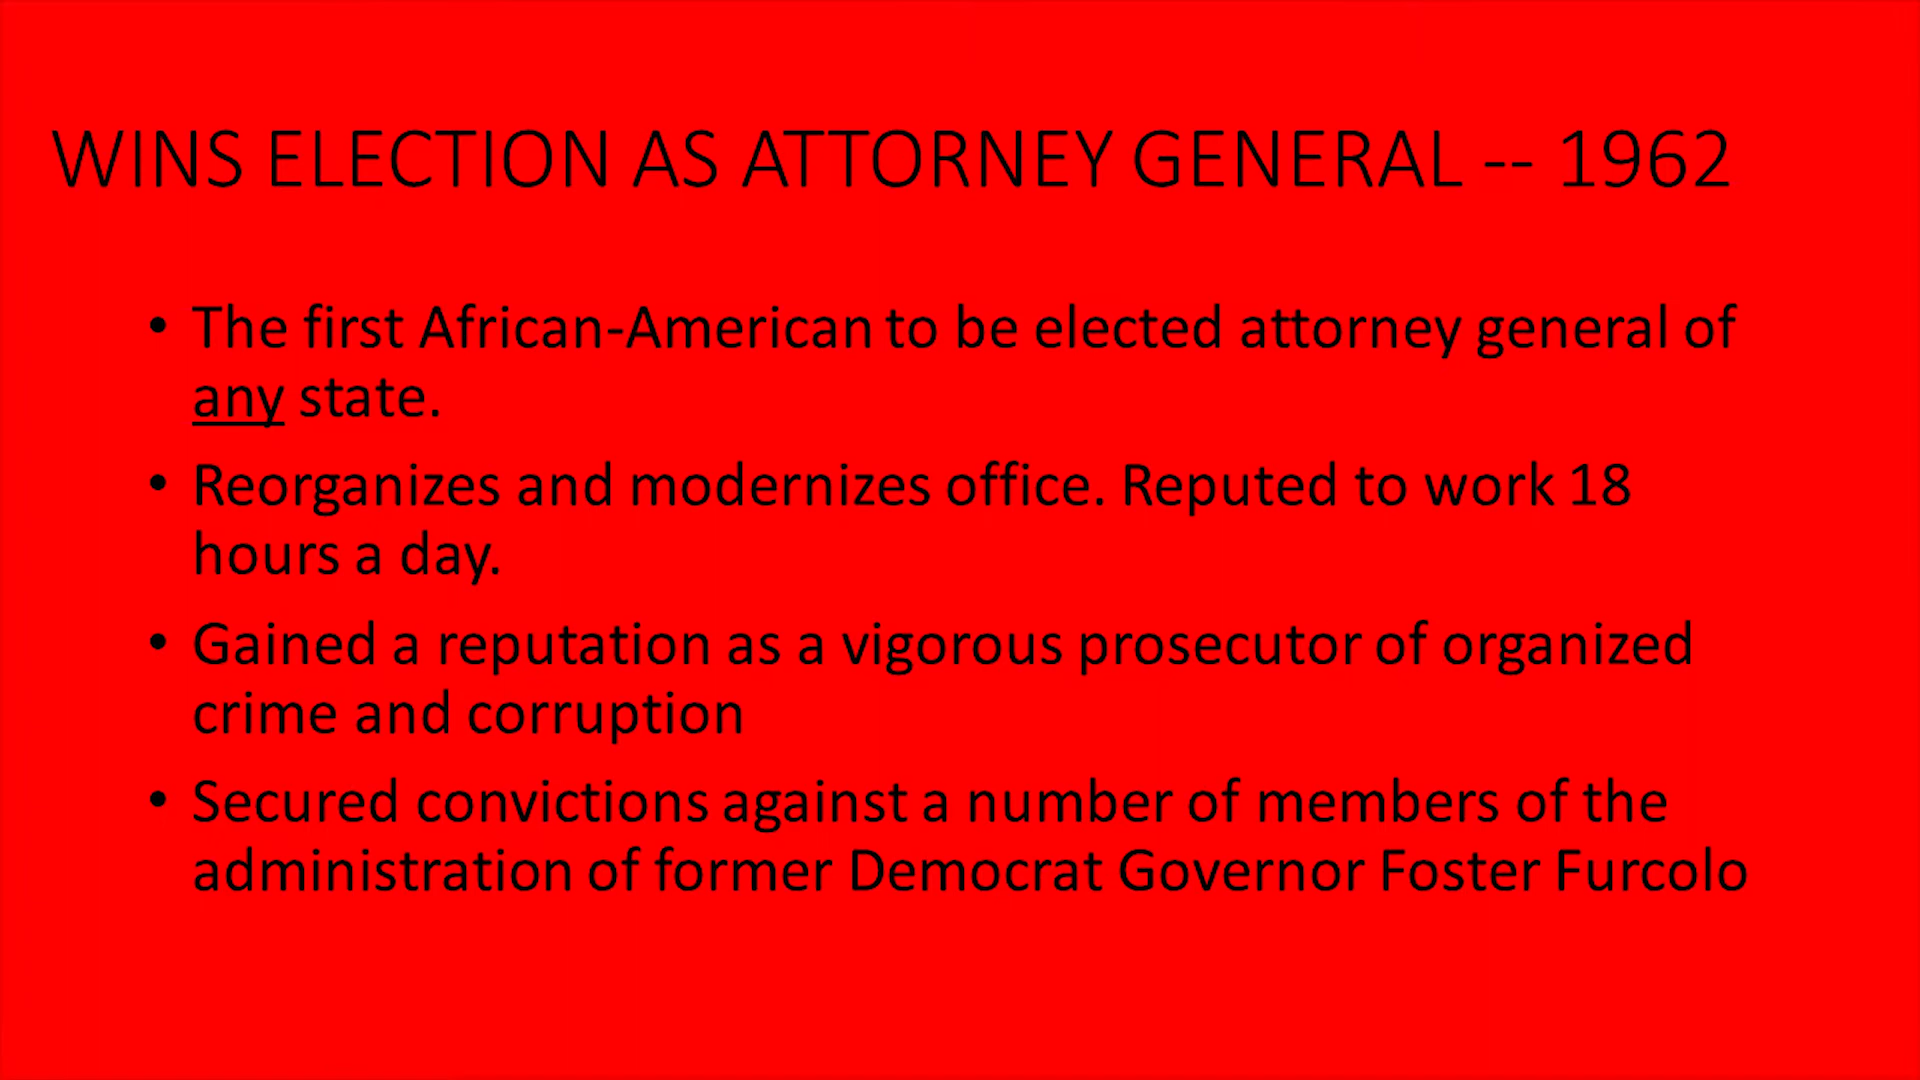 WINS ELECTION AS ATTORNEY GENERAL -- 1962
• The first African-American to be elected attorney general of
any state.
• Reorganizes and modernizes office. Reputed to work 18
hours a day.
• Gained a reputation as a vigorous prosecutor of organized
crime and corruption
• Secured convictions against a number of members of the
administration of former Democrat Governor Foster Furcolo